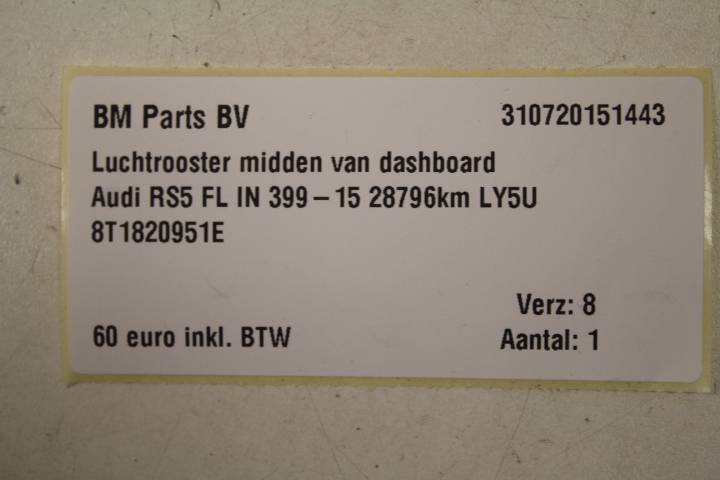 BM Parts BV 310720151443
Luchtrooster midden van dashboard
Audi RS5 FL IN 399 – 15 28796km LY5U
8T1820951E
Verz: 8
60 euro inkl. BTW Aantal: 1